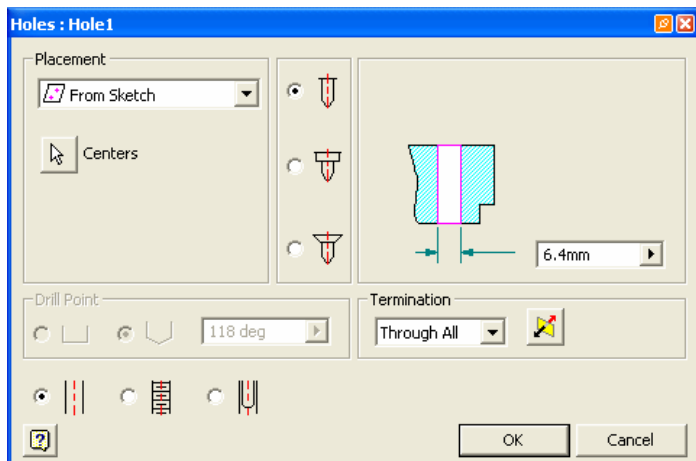 Holes : Hole1
Placement
From Sketch
Centers
6.4mm
Drill Point
118 deg
Termination
Through All
?
OK
Cancel